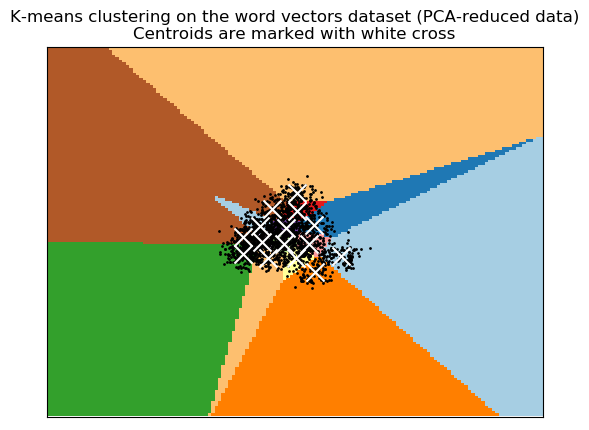 K-means clustering on the word vectors dataset (PCA-reduced data)
Centroids are marked with white cross